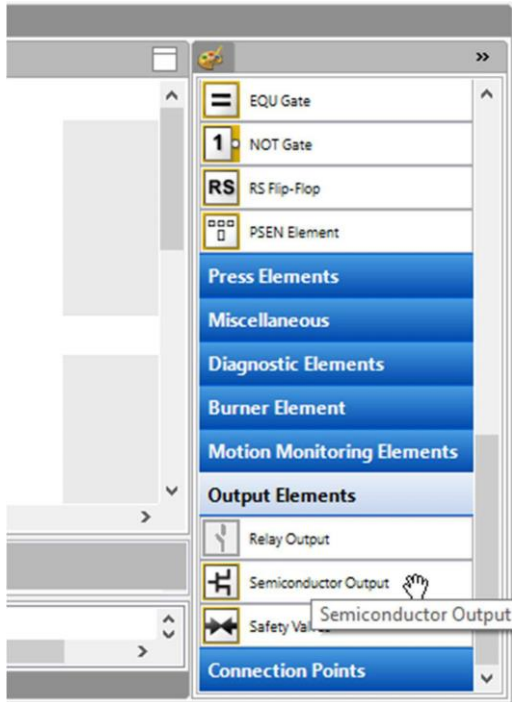 »
= EQU Gate
1 NOT Gate
RS RS Flip-Flop
PSEN Element
Press Elements
Miscellaneous
Diagnostic Elements
Burner Element
Motion Monitoring Elements
Output Elements
Relay Output
Semiconductor Output
Semiconductor Output
Safety
Connection Points